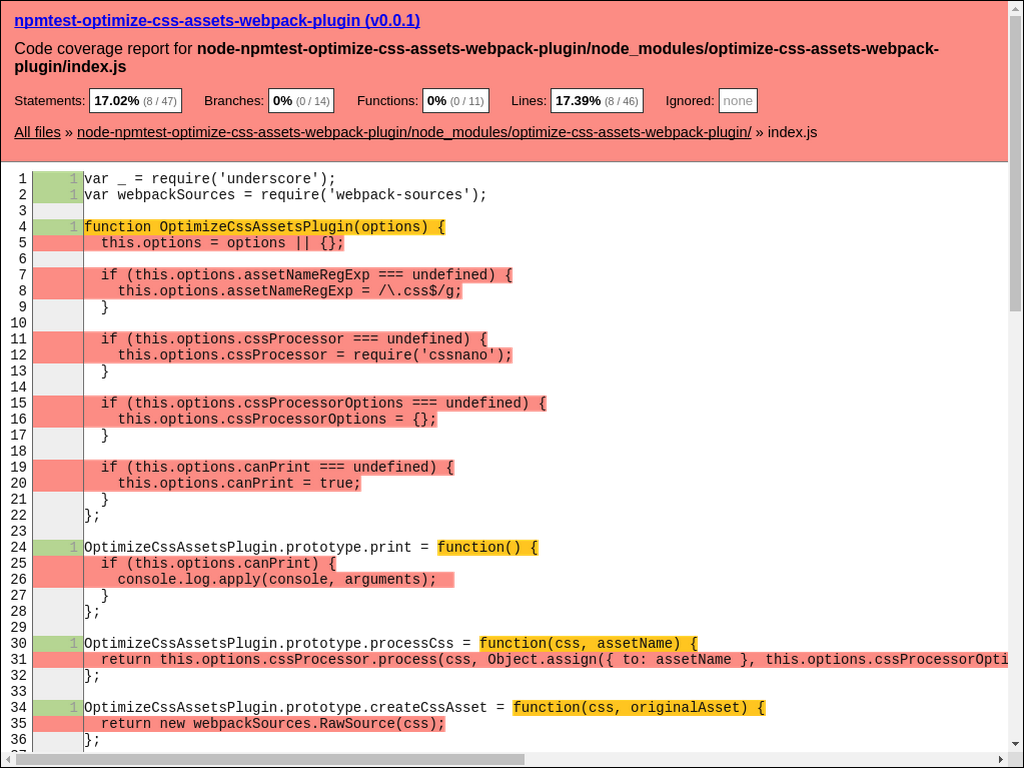 npmtest-optimize-css-assets-webpack-plugin (v0.0.1)
Code coverage report for node-npmtest-optimize-css-assets-webpack-plugin/node_modules/optimize-css-assets-webpack-
plugin/index.js
Statements: 17.02% (8 / 47) Branches: 0% (0 / 14) Functions: 0% (0 / 11) Lines: 17.39% (8 / 46) Ignored: none
All files » node-npmtest-optimize-css-assets-webpack-plugin/node_modules/optimize-css-assets-webpack-plugin/ » index.js
1 1 var _ = require('underscore');
2 1 var webpackSources = require('webpack-sources');
3
4 1 function OptimizeCssAssetsPlugin(options) {
5 this.options = options || {};
6
7 if (this.options.assetNameRegExp === undefined) {
8 this.options.assetNameRegExp = /\.css$/g;
9 }
10
11 if (this.options.cssProcessor === undefined) {
12 this.options.cssProcessor = require('cssnano');
13 }
14
15 if (this.options.cssProcessorOptions === undefined) {
16 this.options.cssProcessorOptions = {};
17 }
18
19 if (this.options.canPrint === undefined) {
20 this.options.canPrint = true;
21 }
22 };
23
24 1 OptimizeCssAssetsPlugin.prototype.print = function() {
25 if (this.options.canPrint) {
26 console.log.apply(console, arguments);
27 }
28 };
29
30 1 OptimizeCssAssetsPlugin.prototype.processCss = function(css, assetName) {
31 return this.options.cssProcessor.process(css, Object.assign({ to: assetName }, this.options.cssProcessorOpti
32 };
33
34 1 OptimizeCssAssetsPlugin.prototype.createCssAsset = function(css, originalAsset) {
35 return new webpackSources.RawSource(css);
36 };